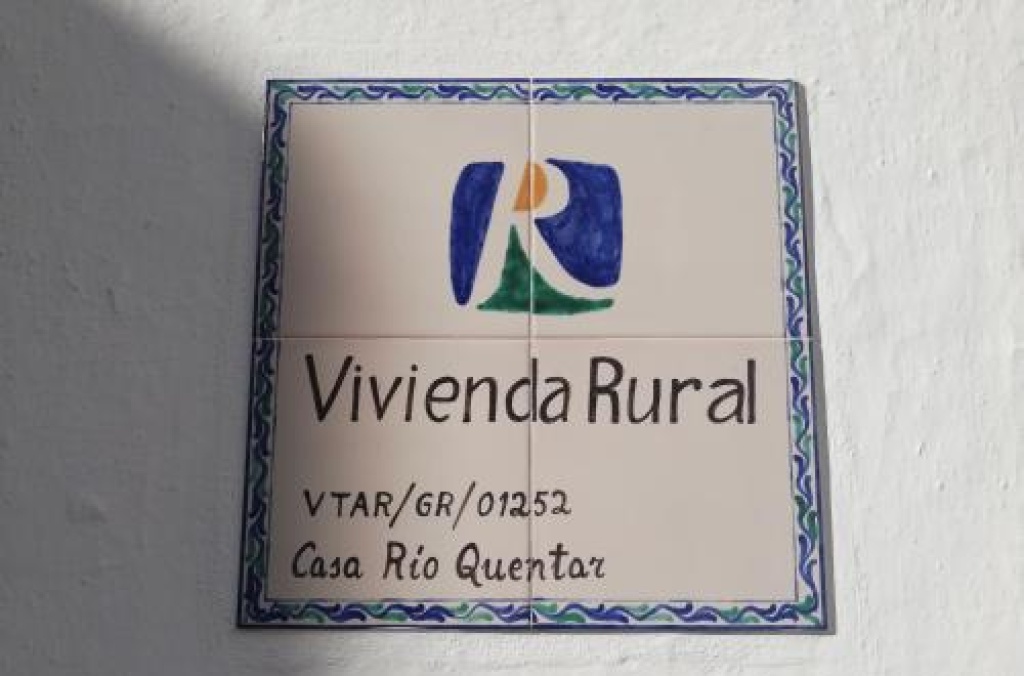 R
Vivienda Rural
VTAR/GR/01252
Casa Río Quentar